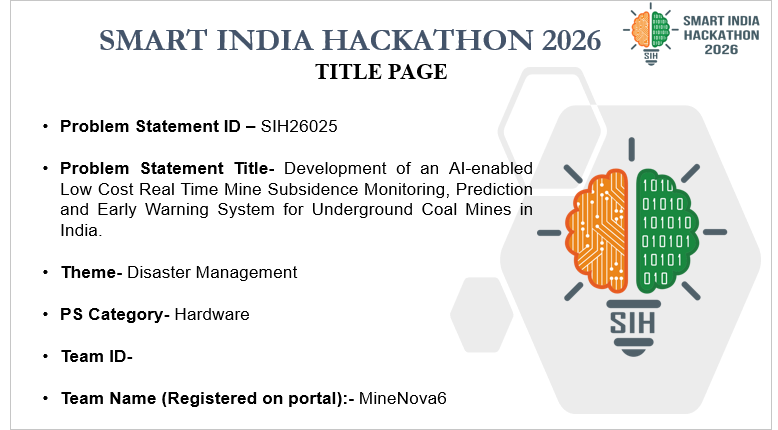 SMART INDIA HACKATHON 2026
SMART INDIA
HACKATHON
2026
SIH
TITLE PAGE
• Problem Statement ID – SIH26025
• Problem Statement Title- Development of an AI-enabled
Low Cost Real Time Mine Subsidence Monitoring, Prediction
and Early Warning System for Underground Coal Mines in
India.
• Theme- Disaster Management
• PS Category- Hardware
• Team ID-
• Team Name (Registered on portal):- MineNova6
101L
01010
101010
010101
10101
010
SIH